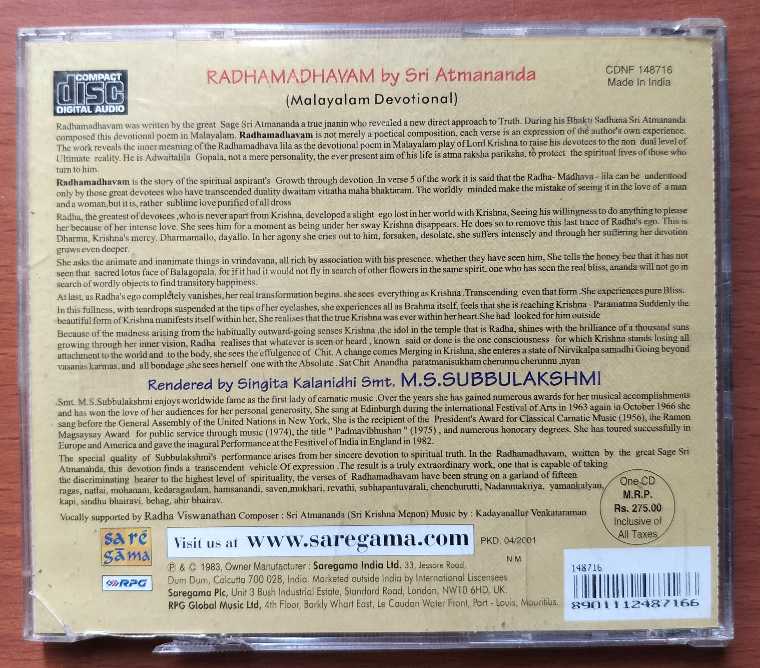 COMPACT
disc
DIGITAL AUDIO
RADHAMADHAVAM by Sri Atmananda
(Malayalam Devotional)
CDNF 148716
Made In India
Radhamadhavam was written by the great Sage Sri Atmananda a true jnanin who revealed a new direct approach to Truth. During his Bhakti Sadhana Sri Atmananda
composed this devotional poem in Malayalam. Radhamadhavam is not merely a poetical composition, each verse is an expression of the author's own experience.
The work reveals the inner meaning of the Radhamadhava lila as the devotional poem in Malayalam play of Lord Krishna to raise his devotees to the non dual level of
Ultimate reality. He is Adwaitalila Gopala, not a mere personality, the ever present aim of his life is atma raksha pariksha, to protect the spiritual lives of those who
turn to him.
Radhamadhavam is the story of the spiritual aspirant's Growth through devotion .In verse 5 of the work it is said that the Radha- Madhava - lila can be understood
only by those great devotees who have transcended duality dwaitam vittatha maha bhaktiram. The worldly minded make the mistake of seeing it in the love of a man
and a woman,but it is, rather sublime love purified of all dross
Radha, the greatest of devotees ,who is never apart from Krishna, developed a slight ego lost in her world with Krishna, Seeing his willingness to do anything to please
her because of her intense love. She sees him for a moment as being under her sway Krishna disappears. He does so to remove this last trace of Radha's ego. This is
Dharma, Krishna's mercy. Dharmamallo, dayallo. In her agony she cries out to him, forsaken, desolate, she suffers intensely and through her suffering her devotion
grows even deeper.
She asks the animate and inanimate things in vrindavana, all rich by association with his presence. whether they have seen him, She tells the honey bee that it has not
seen that sacred lotus face of Balagopala. for if it had it would not fly in search of other flowers in the same spirit, one who has seen the real bliss, ananda will not go in
search of wordly objects to find transitory happiness.
At last, as Radha's ego completely vanishes, her real transformation begins. she sees everything as Krishna .Transcending even that form .She experiences pure Bliss.
In this fullness, with teardrops suspended at the tips of her eyelashes, she experiences all as Brahma itself, feels that she is reaching Krishna - Paramatma Suddenly the
beautiful form of Krishna manifests itself within her. She realises that the true Krishna was ever within her heart.She had looked for him outside
Because of the madness arising from the habitually outward-going senses Krishna ,the idol in the temple that is Radha, shines with the brilliance of a thousand suns
growing through her inner vision, Radha realises that whatever is seen or heard , known said or done is the one consciousness for which Krishna stands losing all
attachment to the world and to the body, she sees the effulgence of Chit. A change comes Merging in Krishna, she enteres a state of Nirvikalpa samadhi Going beyond
vasanas karmas, and all bondage ,she sees herself one with the Absolute . Sat Chit Anandha paratmanisukham cherunnu cherunnu .nyan
Rendered by Singita Kalanidhi Smt. M.S.SUBBULAKSHMI
Smt. M.S.Subbulakshmi enjoys worldwide fame as the first lady of carnatic music .Over the years she has gained numerous awards for her musical accomplishments
and has won the love of her audiences for her personal generosity, She sang at Edinburgh during the international Festival of Arts in 1963 again in October 1966 she
sang before the General Assembly of the United Nations in New York, She is the recipient of the President's Award for Classical Carnatic Music (1956), the Ramon
Magsaysay Award for public service through music (1974), the title " Padmavibhushan " (1975) , and numerous honorary degrees. She has toured successfully in
Europe and America and gave the inagural Performance at the Fesitivel of India in England in 1982.
The special quality of Subbulaksmi's performance arises from her sincere devotion to spiritual truth. In the Radhamadhavam, written by the great Sage Sri
Atmananda, this devotion finds a transcendent vehicle Of expression .The result is a truly extraordinary work, one that is capable of taking
the discriminating hearer to the highest level of spirituality, the verses of Radhamadhavam have been strung on a garland of fifteen
ragas, natfai, mohanam, kedaragaulam, hamsanandi, saven,mukhari, revathi, subhapantuvarali, chenchurutti, Nadanmakriya, yamankalyan,
kapi, sindhu bhairavi, behag, ahir bhairav.
Vocally supported by Radha Viswanathan Composer : Sri Atmananda (Sri Krishna Menon) Music by : Kadayanallur Venkataraman
One CD
M.R.P.
Rs. 275.00
Inclusive of
All Taxes
saregama
RPG
Visit us at www.saregama.com
PKD. 04/2001
N M
℗ & © 1983, Owner Manufacturer : Saregama India Ltd. 33, Jessore Road,
Dum Dum, Calcutta 700 028, India. Marketed outside India by International Liscensees
Saregama Plc, Unit 3 Bush Industrial Estate, Standard Road, London, NW10 6HD, UK.
RPG Global Music Ltd, 4th Floor, Barkly Wharf East, Le Caudan Water Front, Port - Louis, Mauritius.
148716
8901112487166